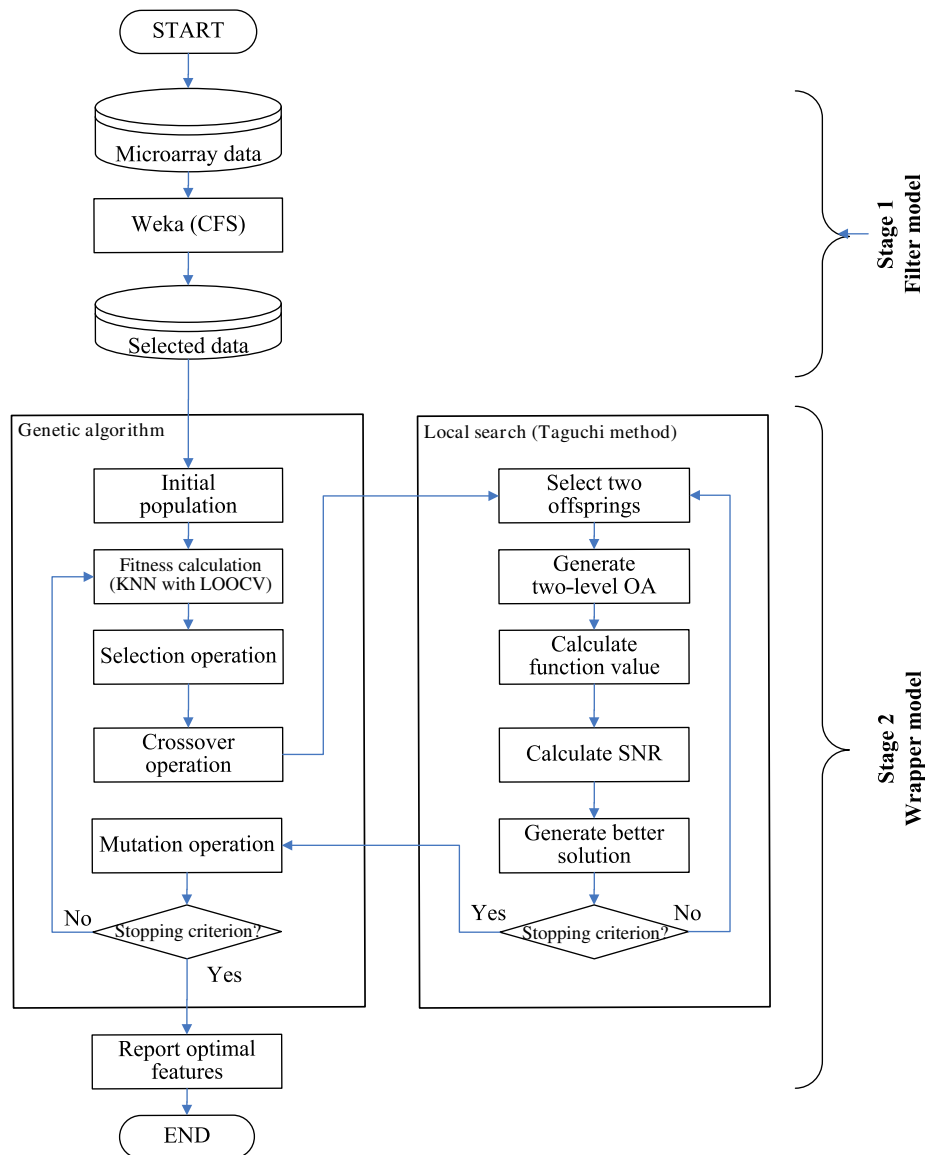 START
Microarray data
Weka (CFS)
Selected data
Stage 1
Filter model
Genetic algorithm
Initial
population
Fitness calculation
(KNN with LOOCV)
Selection operation
Crossover
operation
Mutation operation
No
Stopping criterion?
Yes
Local search (Taguchi method)
Select two
offsprings
Generate
two-level OA
Calculate
function value
Calculate SNR
Generate better
solution
Yes
Stopping criterion?
No
Stage 2
Wrapper model
Report optimal
features
END